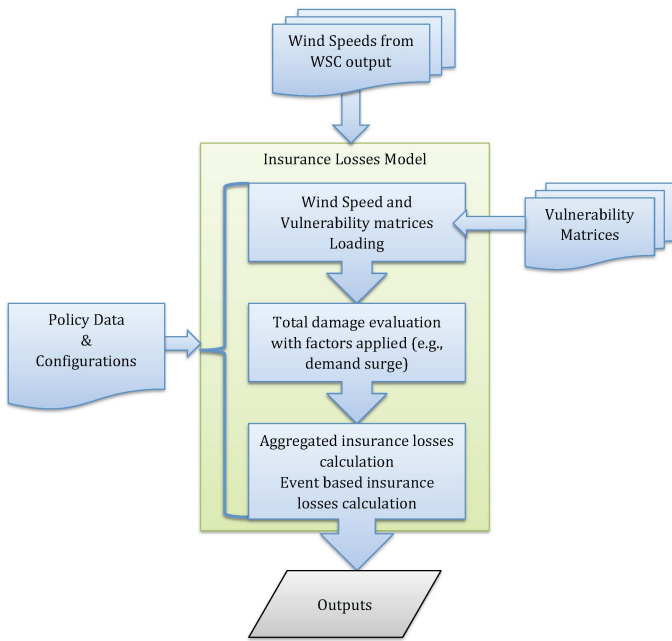 Wind Speeds from
WSC output
Insurance Losses Model
Wind Speed and
Vulnerability matrices
Loading
Vulnerability
Matrices
Policy Data
&
Configurations
Total damage evaluation
with factors applied (e.g.,
demand surge)
Aggregated insurance losses
calculation
Event based insurance
losses calculation
Outputs